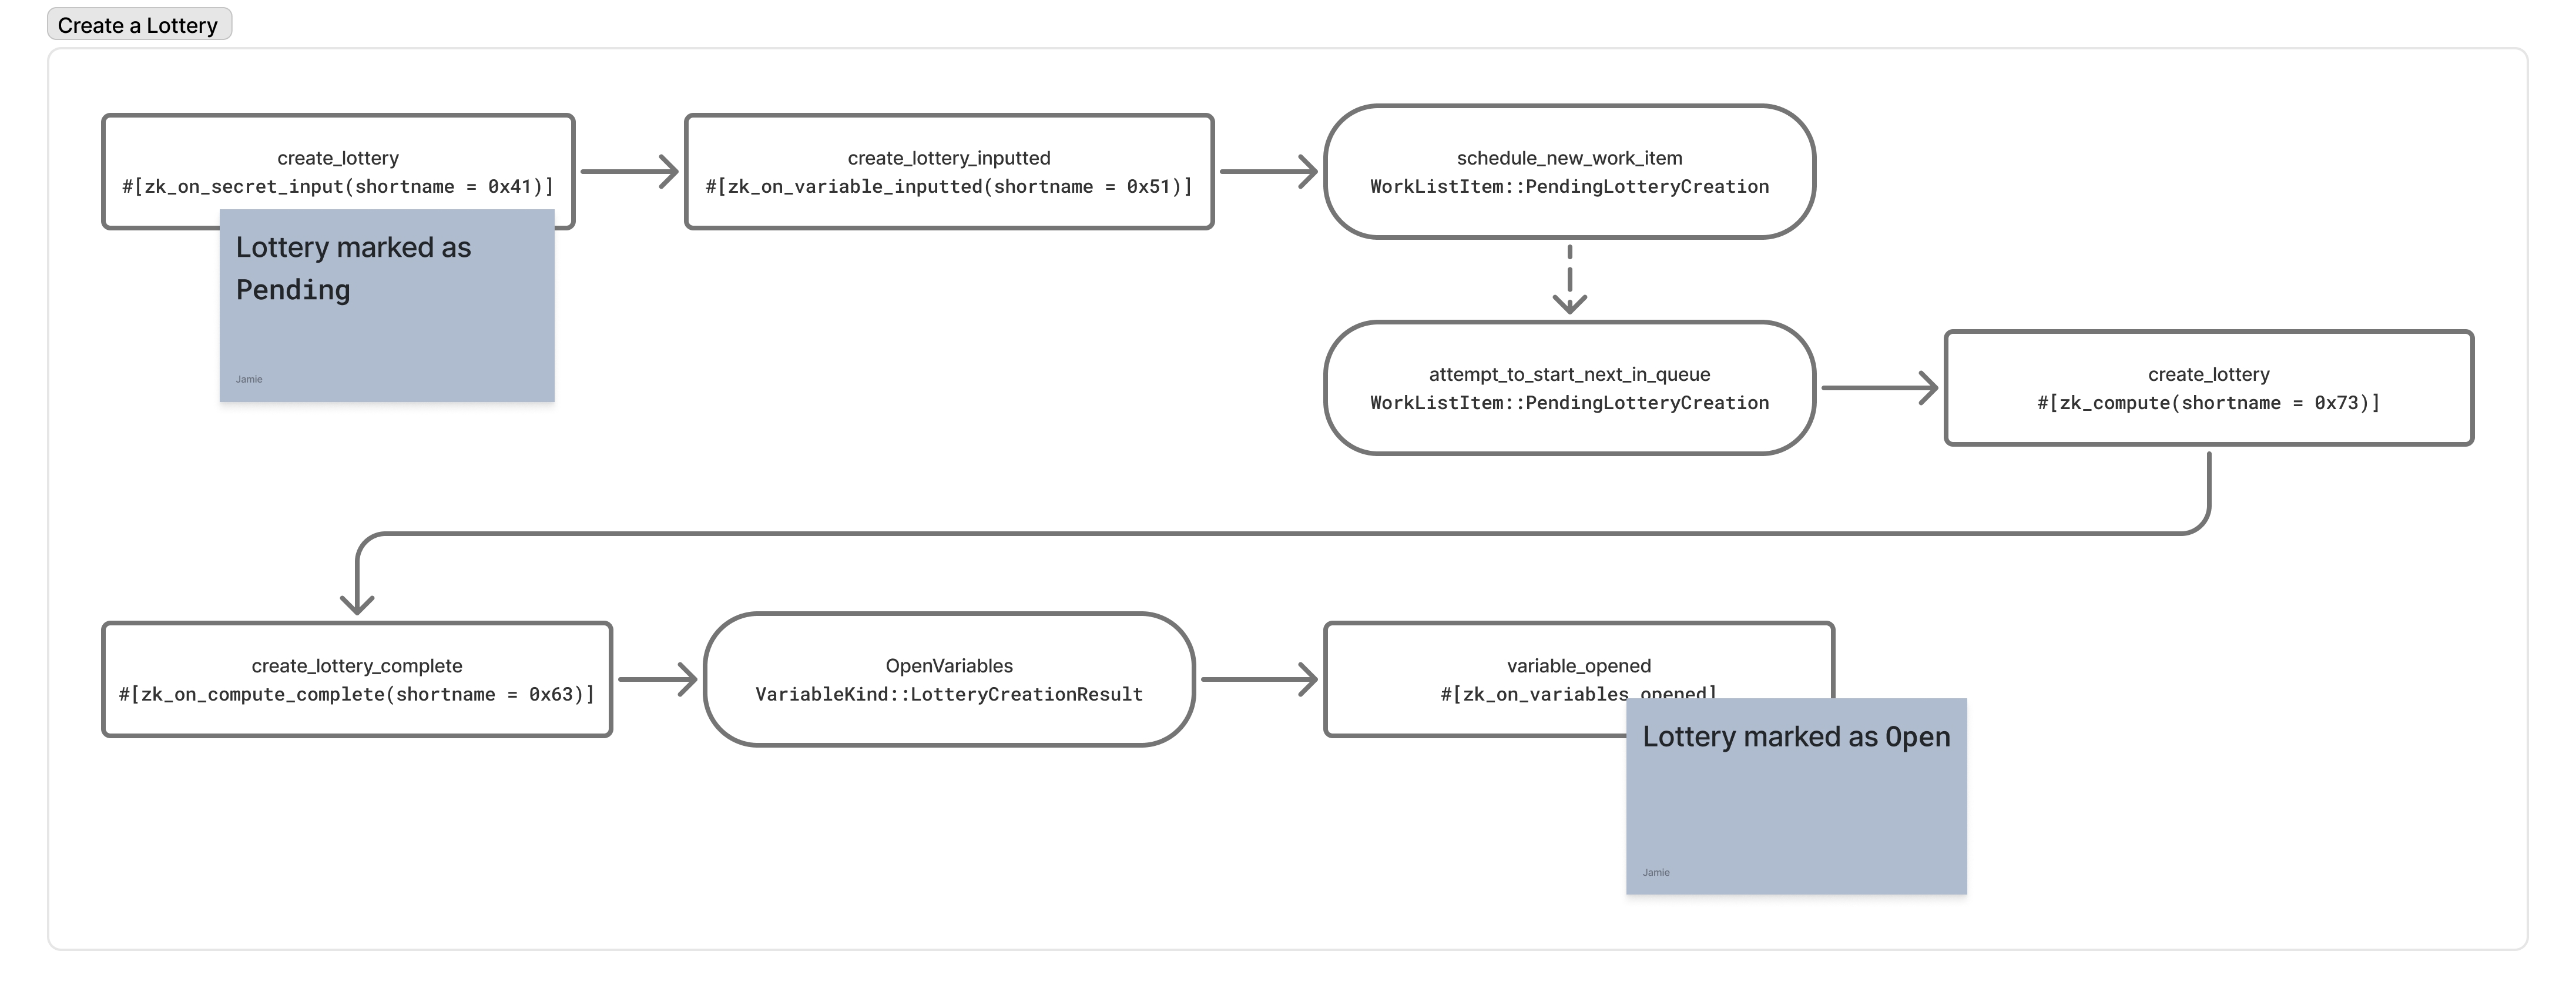 Create a Lottery
create_lottery
#[zk_on_secret_input(shortname = 0x41)]
Lottery marked as
Pending
Jamie
create_lottery_inputted
#[zk_on_variable_inputted(shortname = 0x51)]
schedule_new_work_item
WorkListItem::PendingLotteryCreation
attempt_to_start_next_in_queue
WorkListItem::PendingLotteryCreation
create_lottery
#[zk_compute(shortname = 0x73)]
create_lottery_complete
#[zk_on_compute_complete(shortname = 0x63)]
OpenVariables
VariableKind::LotteryCreationResult
variable_opened
#[zk_on_variables_opened]
Lottery marked as Open
Jamie